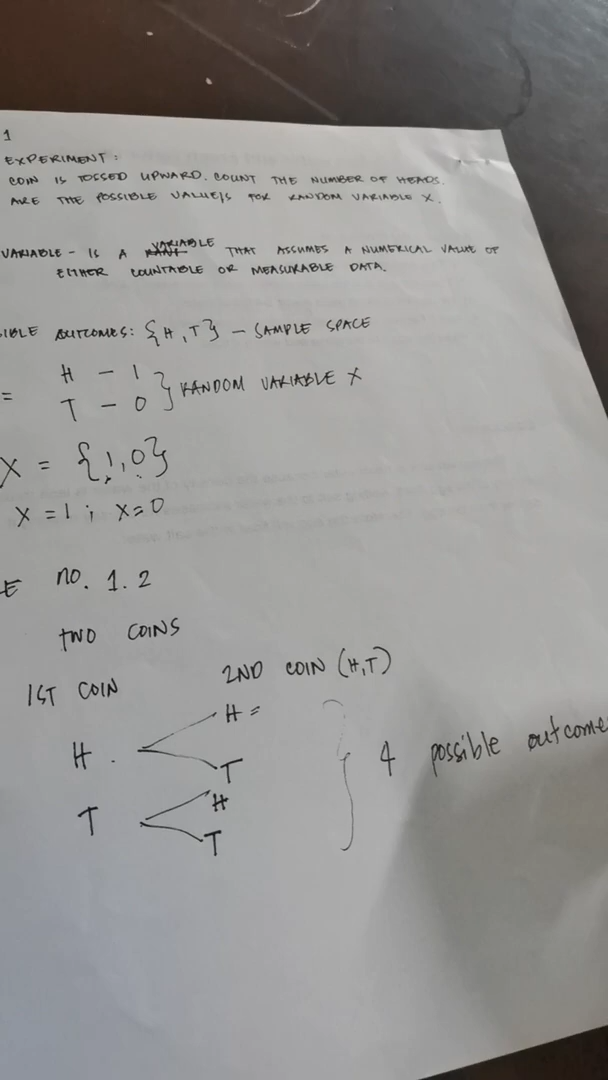 1
EXPERIMENT:
COIN IS TOSSED UPWARD. COUNT THE NUMBER OF HEADS.
ARE THE POSSIBLE VALUE/S FOR RANDOM VARIABLE X.
VARIABLE - IS A VARIABLE THAT ASSUMES A NUMERICAL VALUE OF
EITHER COUNTABLE OR MEASURABLE DATA.
SIBLE OUTCOMES: {H, T} - SAMPLE SPACE
H - 1
= T - 0 } RANDOM VARIABLE X
X = {1,0}
X = 1 ; X=0
E NO. 1.2
TWO COINS
1ST COIN 2ND COIN (H,T)
H =
H .
T
H
T
T
4 possible outcome